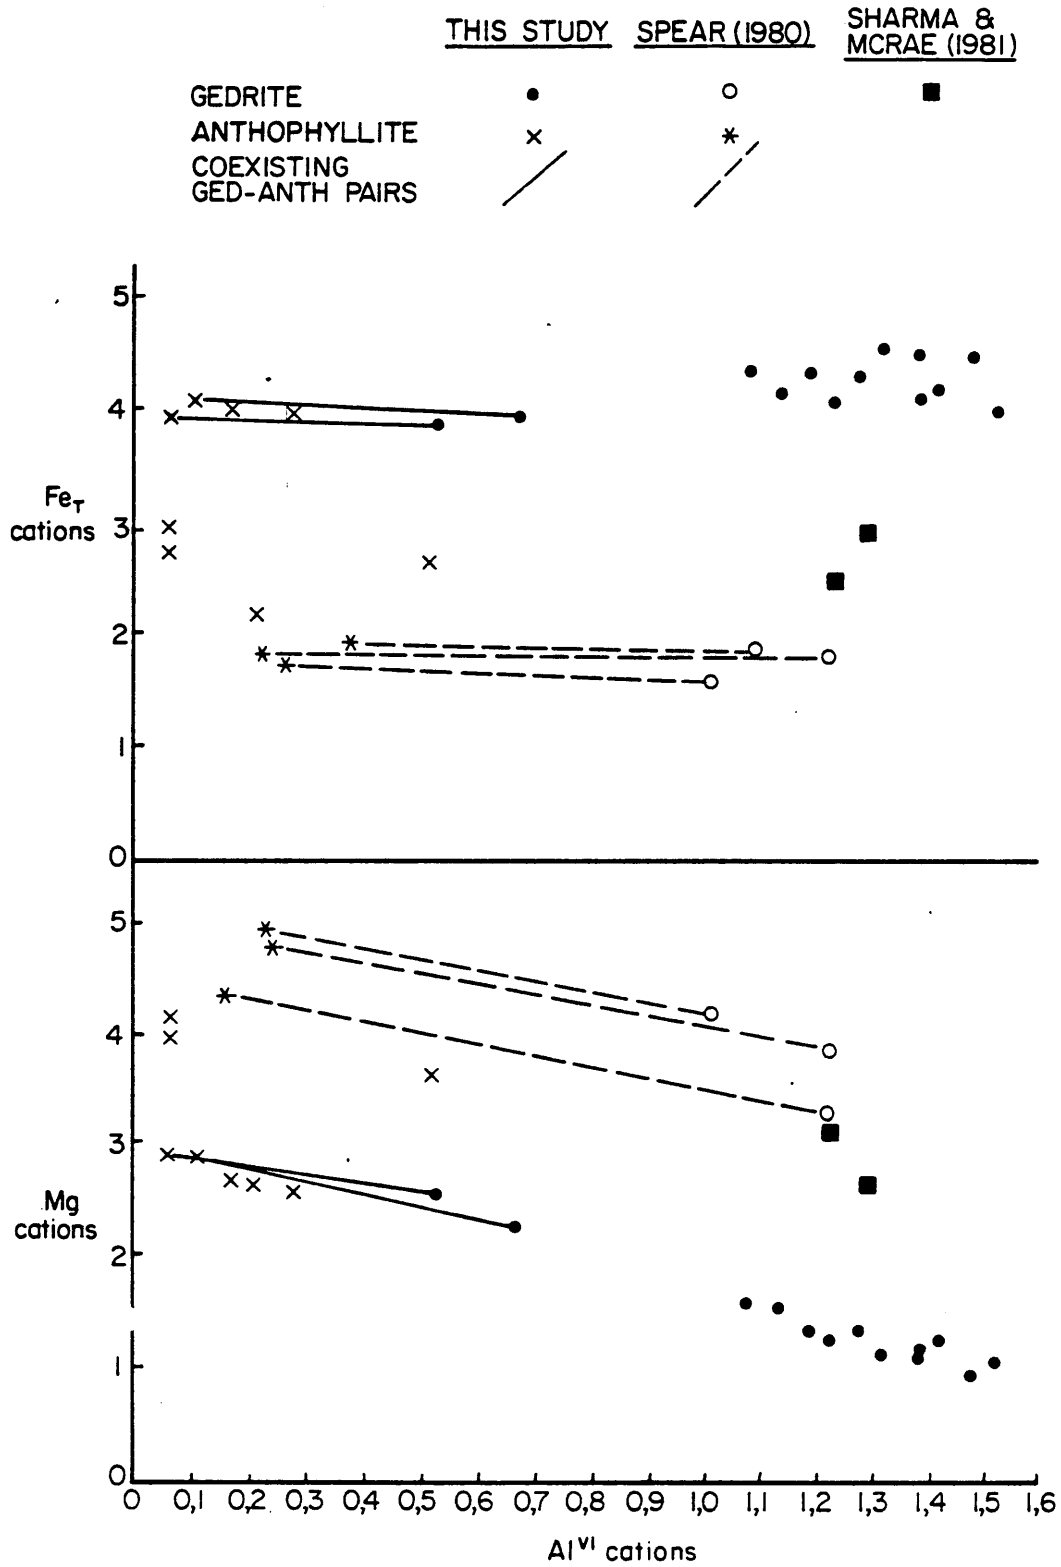 THIS STUDY SPEAR (1980) SHARMA & MCRAE (1981)
GEDRITE
ANTHOPHYLLITE
COEXISTING
GED-ANTH PAIRS
5
4
Fe_T
cations
3
2
1
0
5
4
3
Mg
cations
2
1
0
0 0,1 0,2 0,3 0,4 0,5 0,6 0,7 0,8 0,9 1,0 1,1 1,2 1,3 1,4 1,5 1,6
Al^VI cations